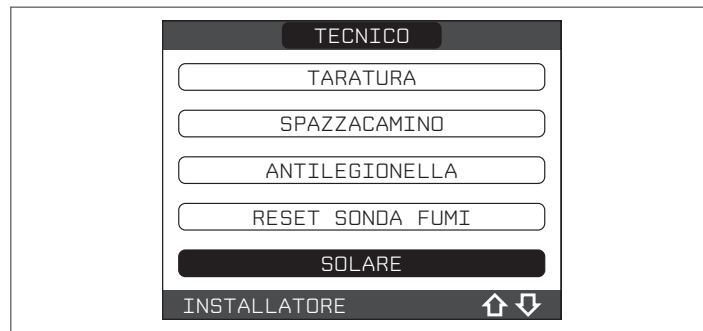 TECNICO
TARATURA
SPAZZACAMINO
ANTILEGIONELLA
RESET SONDA FUMI
SOLARE
INSTALLATORE